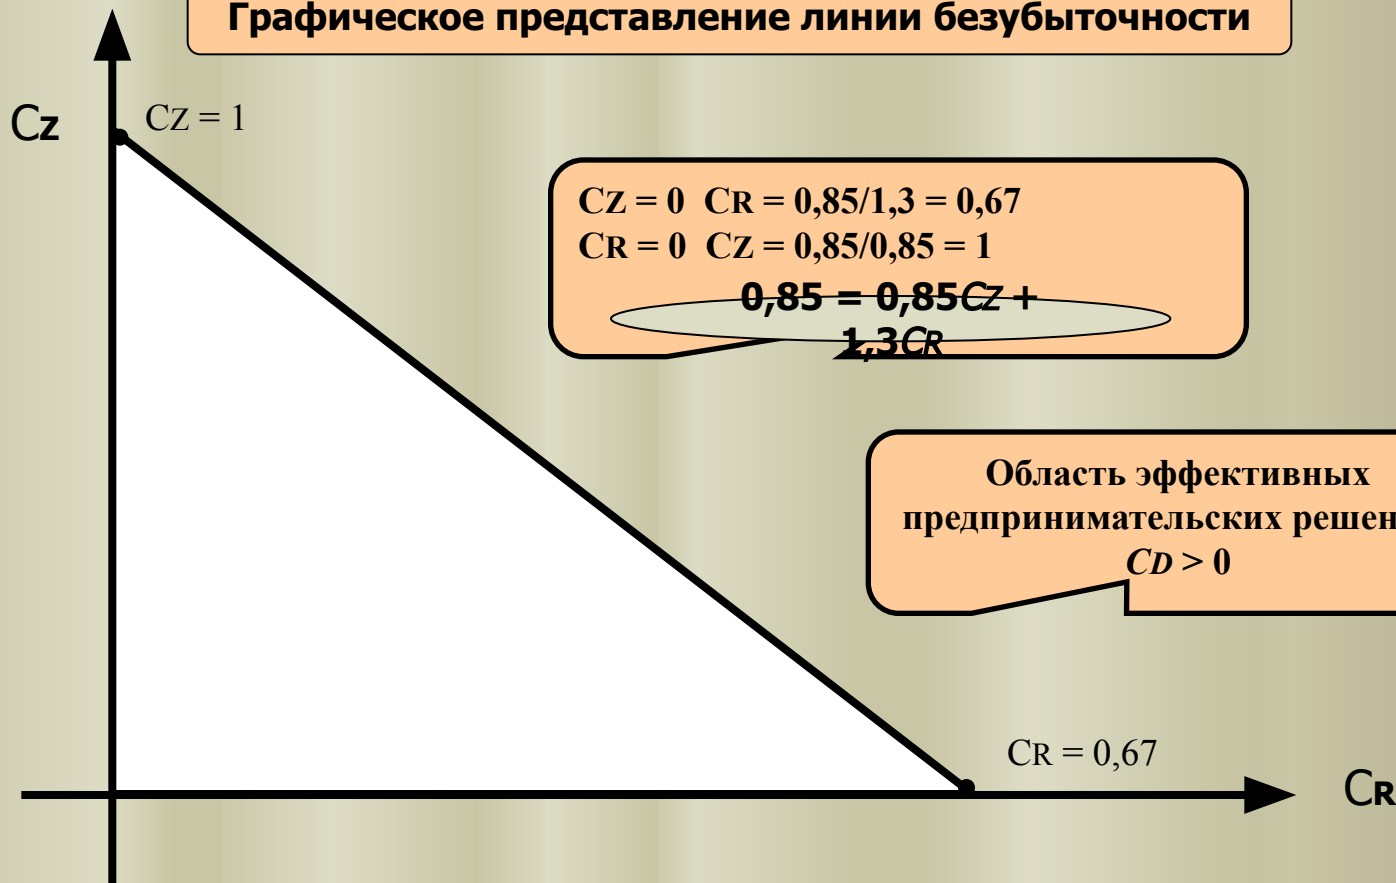 Графическое представление линии безубыточности
Cz
CZ = 1
CZ = 0 CR = 0,85/1,3 = 0,67
CR = 0 CZ = 0,85/0,85 = 1
0,85 = 0,85CZ +
1,3CR
Область эффективных
предпринимательских
CD > 0
CR = 0,67
CR